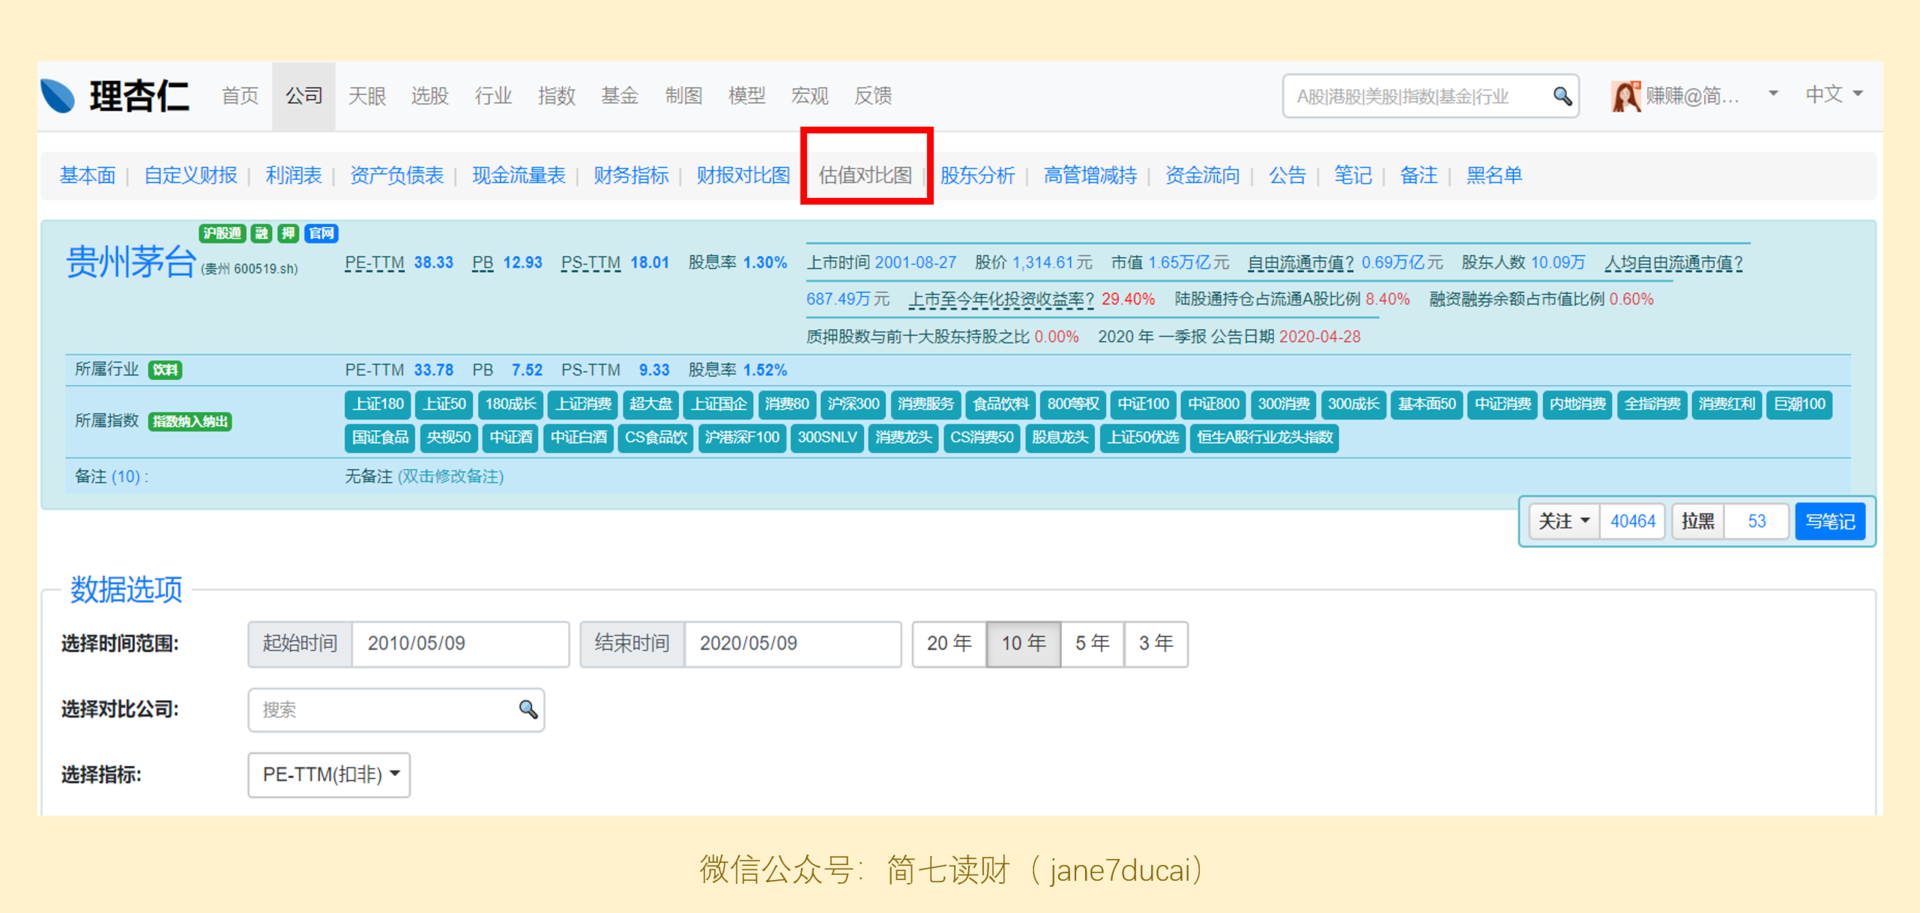 理杏仁 首页 公司 天眼 选股 行业 指数 基金 制图 模型 宏观 反馈 A股|港股|美股|指数|基金|行业 赚赚@简... 中文
基本面 | 自定义财报 | 利润表 | 资产负债表 | 现金流量表 | 财务指标 | 财报对比图 估值对比图 | 股东分析 | 高管增减持 | 资金流向 | 公告 | 笔记 | 备注 | 黑名单
沪股通 融 押 官网
贵州茅台 (贵州 600519.sh) PE-TTM 38.33 PB 12.93 PS-TTM 18.01 股息率 1.30% 上市时间 2001-08-27 股价 1,314.61元 市值 1.65万亿元 自由流通市值? 0.69万亿元 股东人数 10.09万 人均自由流通市值?
687.49万元 上市至今年化投资收益率? 29.40% 陆股通持仓占流通A股比例 8.40% 融资融券余额占市值比例 0.60%
质押股数与前十大股东持股之比 0.00% 2020 年 一季报 公告日期 2020-04-28
所属行业 饮料 PE-TTM 33.78 PB 7.52 PS-TTM 9.33 股息率 1.52%
所属指数 指数纳入纳出
上证180 上证50 180成长 上证消费 超大盘 上证国企 消费80 沪深300 消费服务 食品饮料 800等权 中证100 中证800 300消费 300成长 基本面50 中证消费 内地消费 全指消费 消费红利 巨潮100
国证食品 央视50 中证酒 中证白酒 CS食品饮 沪港深F100 300SNLV 消费龙头 CS消费50 股息龙头 上证50优选 恒生A股行业龙头指数
备注 (10) : 无备注 (双击修改备注)
关注 40464 拉黑 53 写笔记
数据选项
选择时间范围: 起始时间 2010/05/09 结束时间 2020/05/09 20 年 10 年 5 年 3 年
选择对比公司: 搜索
选择指标: PE-TTM(扣非)
微信公众号：简七读财（jane7ducai）